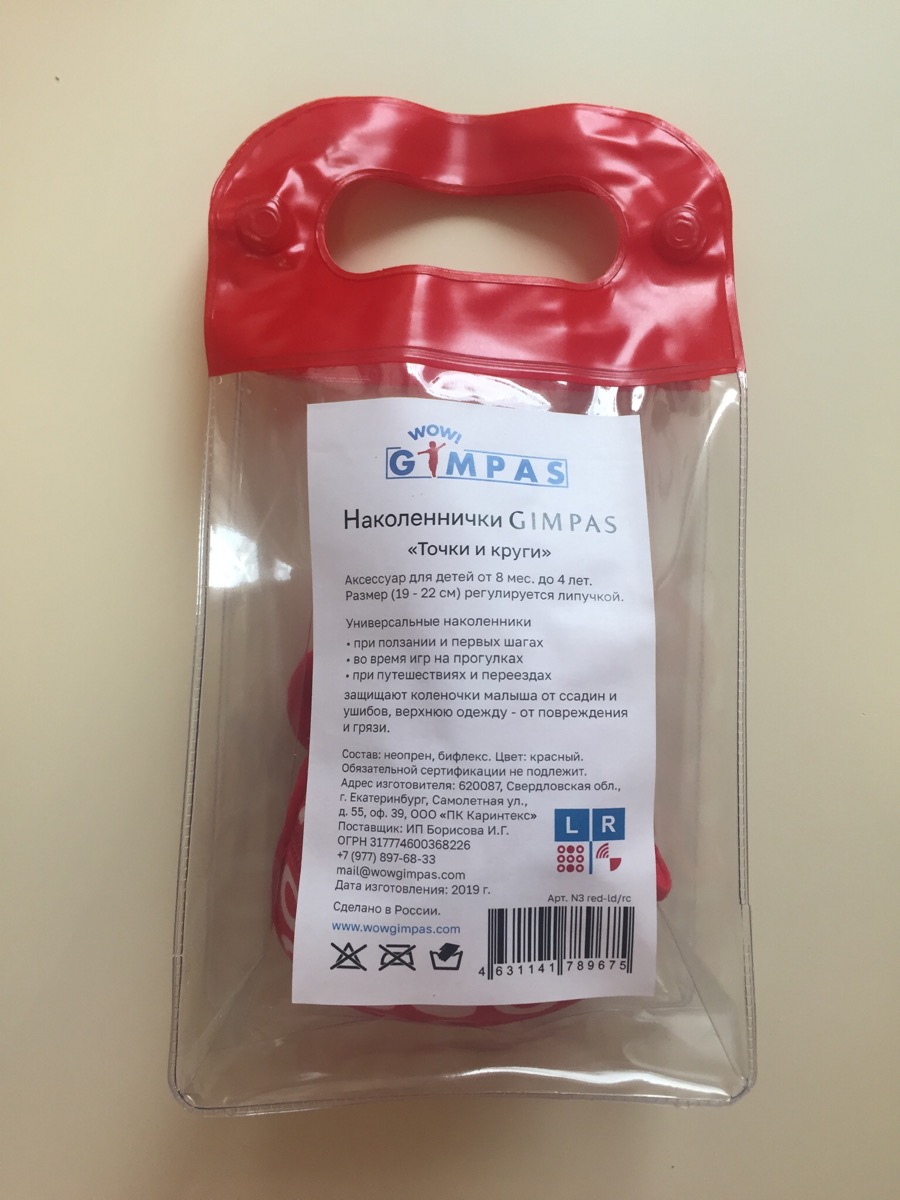 WOW!
GIMPAS
Наколеннички GIMPAS
«Точки и круги»
Аксессуар для детей от 8 мес. до 4 лет.
Размер (19 - 22 см) регулируется липучкой.
Универсальные наколенники
• при ползании и первых шагах
• во время игр на прогулках
• при путешествиях и переездах
защищают коленочки малыша от ссадин и
ушибов, верхнюю одежду - от повреждения
и грязи.
Состав: неопрен, бифлекс. Цвет: красный.
Обязательной сертификации не подлежит.
Адрес изготовителя: 620087, Свердловская обл.,
г. Екатеринбург, Самолетная ул.,
д. 55, оф. 39, ООО «ПК Каринтекс»
Поставщик: ИП Борисова И.Г.
ОГРН 317774600368226
+7 (977) 897-68-33
mail@wowgimpas.com
Дата изготовления: 2019 г.
Сделано в России.
www.wowgimpas.com
L R
Арт. N3 red-ld/rc
4 631141 789675